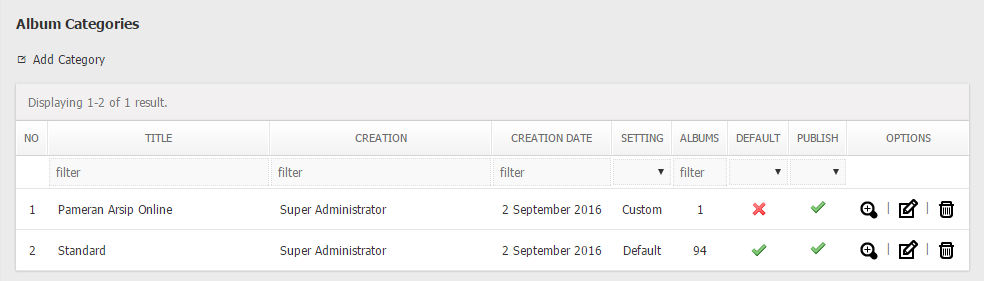 Album Categories
Add Category
Displaying 1-2 of 1 result.
NO TITLE CREATION CREATION DATE SETTING ALBUMS DEFAULT PUBLISH OPTIONS
filter filter filter filter
1 Pameran Arsip Online Super Administrator 2 September 2016 Custom 1 | |
2 Standard Super Administrator 2 September 2016 Default 94 | |